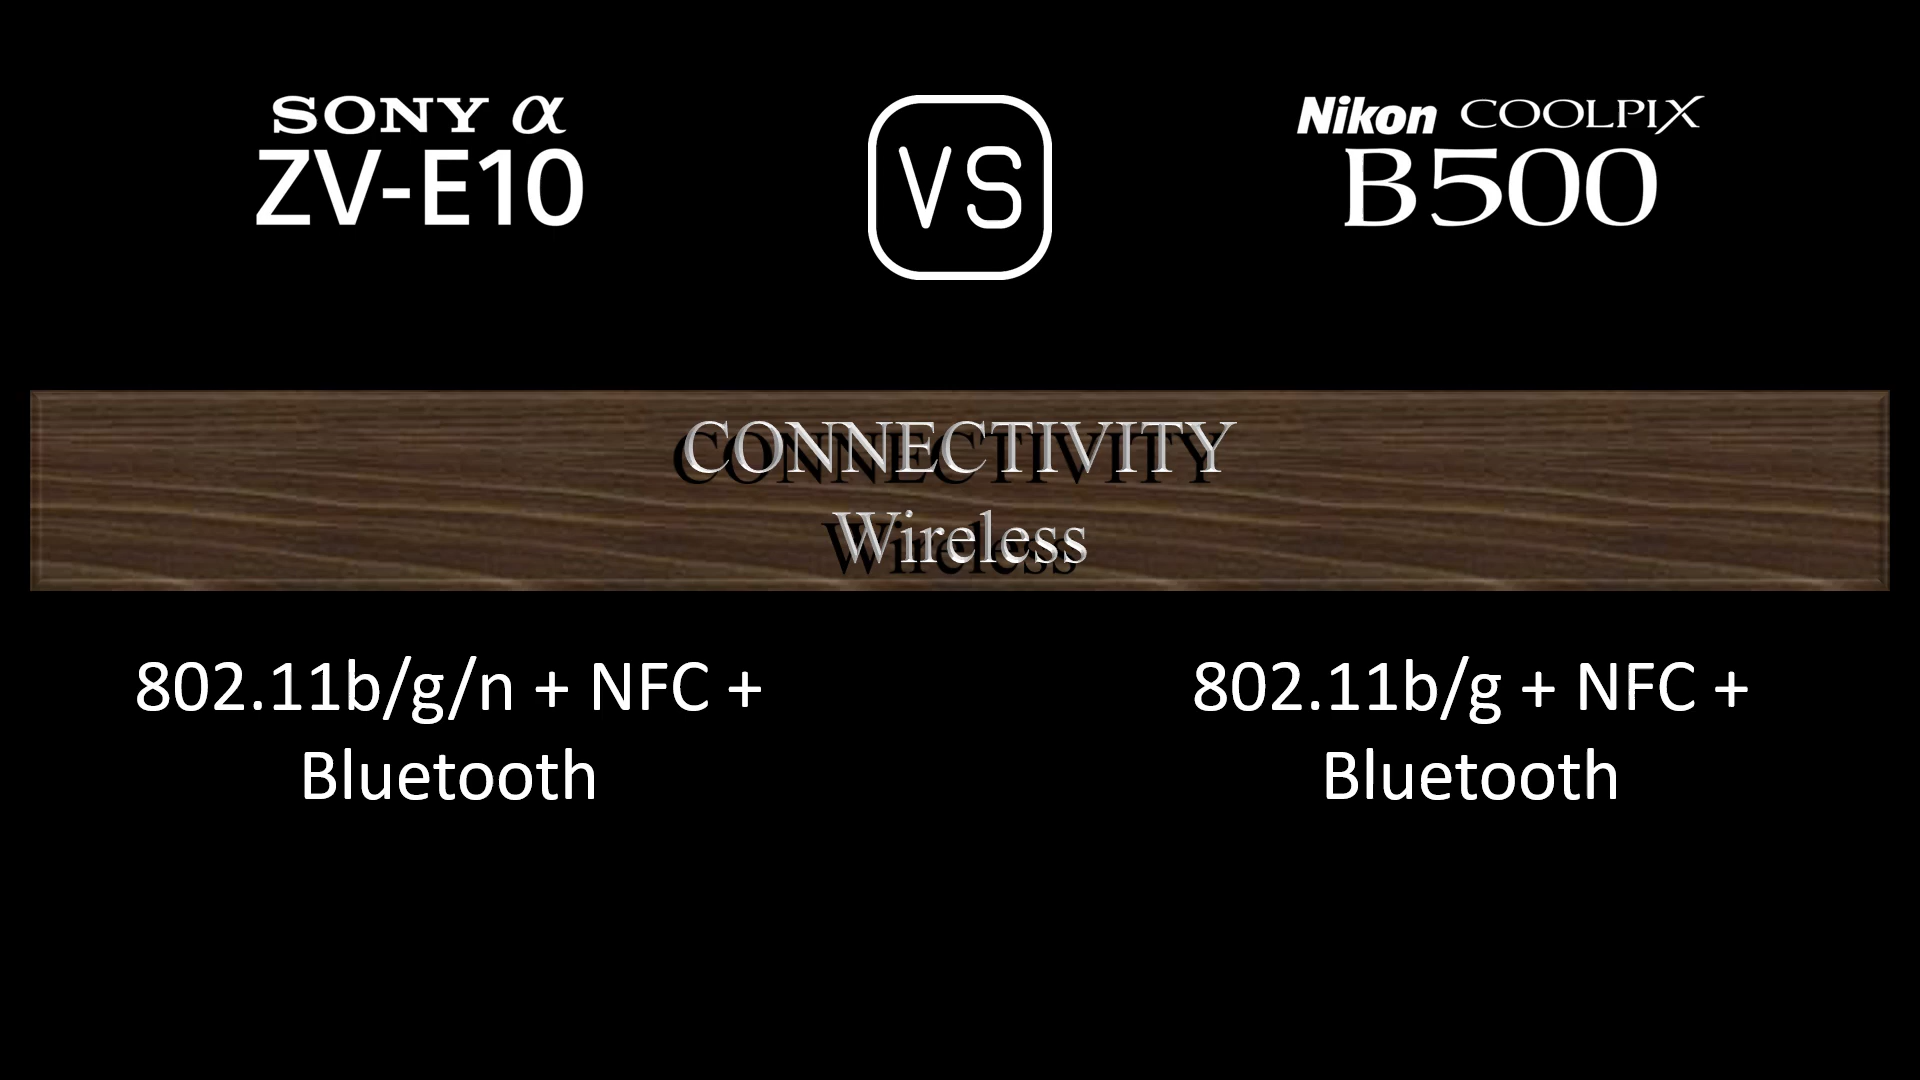 SONY α
ZV-E10
VS
Nikon COOLPIX
B500
CONNECTIVITY
Wireless
802.11b/g/n + NFC +
Bluetooth
802.11b/g + NFC +
Bluetooth